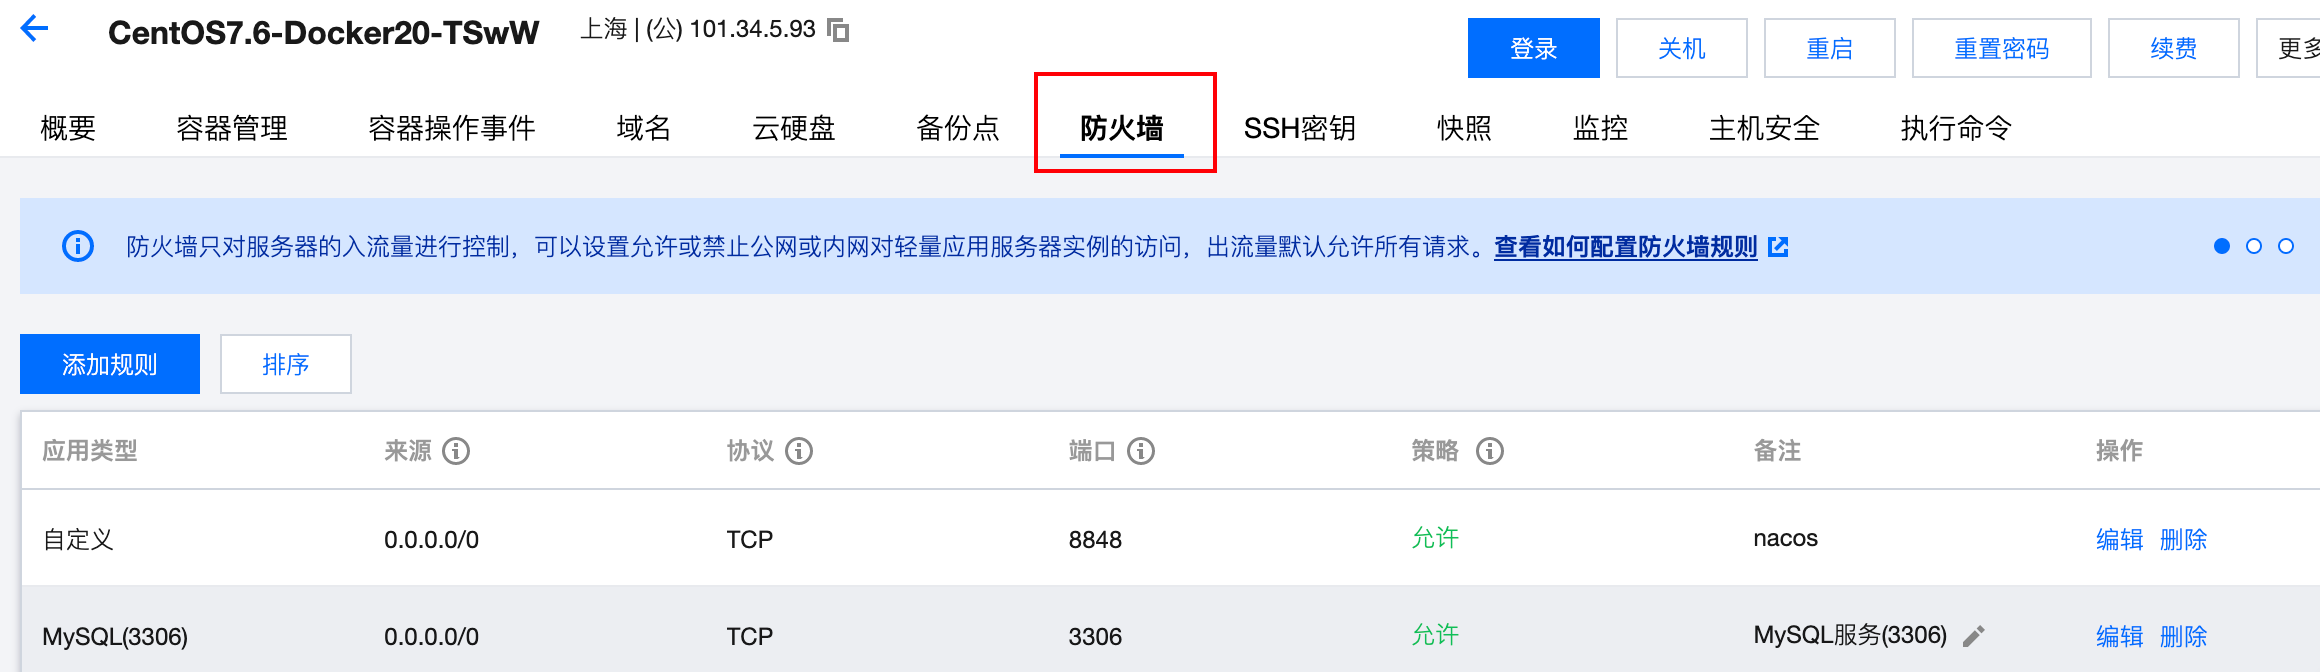 CentOS7.6-Docker20-TSwW 上海 | (公) 101.34.5.93
登录 关机 重启 重置密码 续费 更多
概要 容器管理 容器操作事件 域名 云硬盘 备份点 防火墙 SSH密钥 快照 监控 主机安全 执行命令
防火墙只对服务器的入流量进行控制，可以设置允许或禁止公网或内网对轻量应用服务器实例的访问，出流量默认允许所有请求。查看如何配置防火墙规则
添加规则 排序
应用类型 来源 协议 端口 策略 备注 操作
自定义 0.0.0.0/0 TCP 8848 允许 nacos 编辑 删除
MySQL(3306) 0.0.0.0/0 TCP 3306 允许 MySQL服务(3306) 编辑 删除